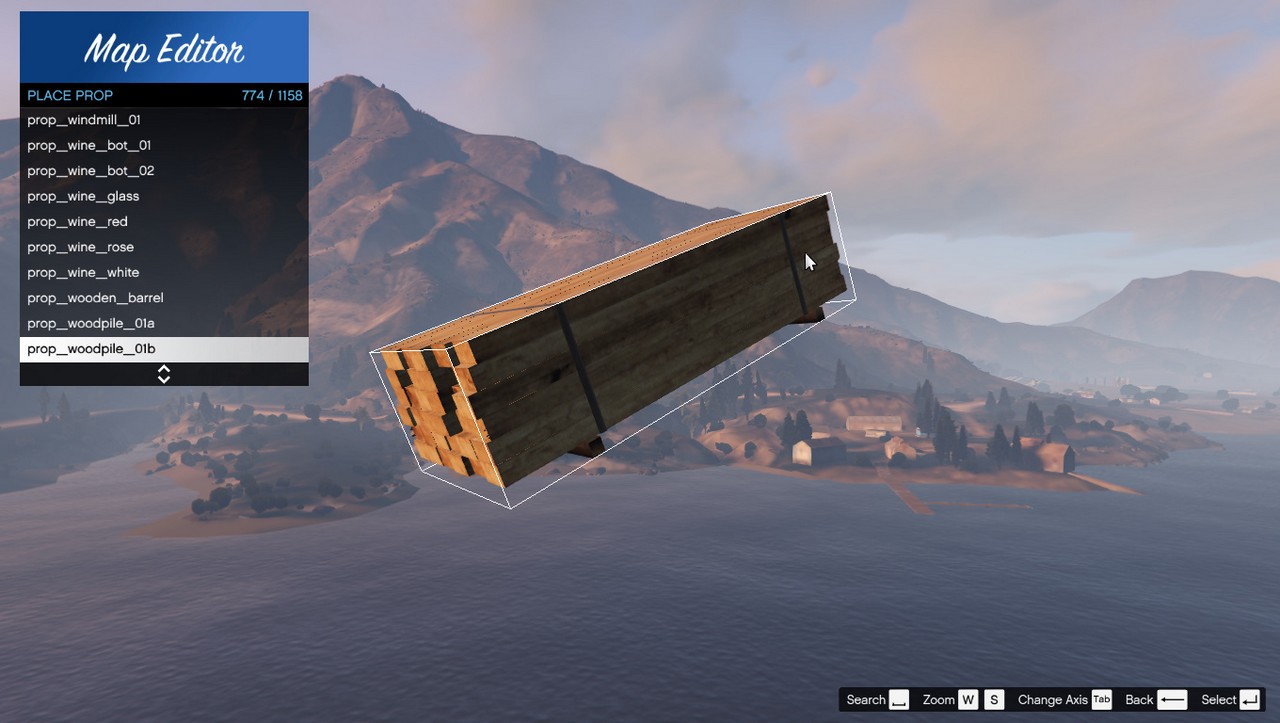 Map Editor
PLACE PROP 774 / 1158
prop__windmill__01
prop__wine__bot__01
prop__wine__bot__02
prop__wine__glass
prop__wine__red
prop__wine__rose
prop__wine__white
prop__wooden__barrel
prop__woodpile__01a
prop__woodpile__01b
Search Zoom W S Change Axis Tab Back Select